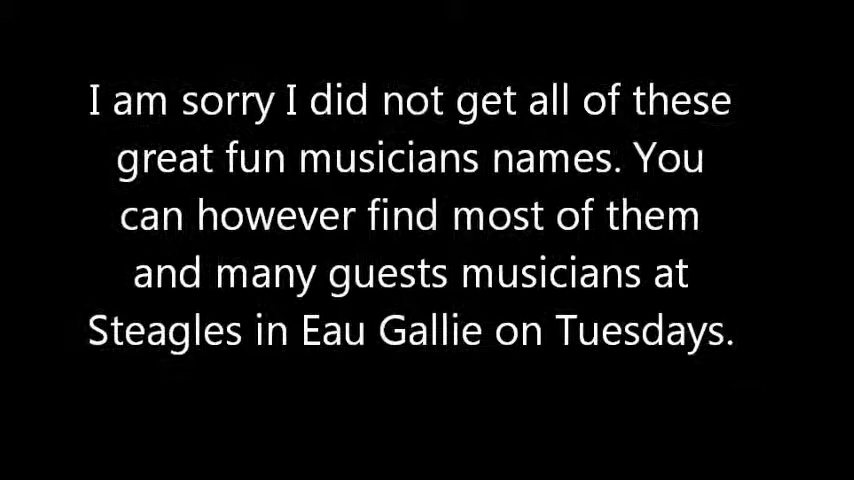 I am sorry I did not get all of these
great fun musicians names. You
can however find most of them
and many guests musicians at
Steagles in Eau Gallie on Tuesdays.